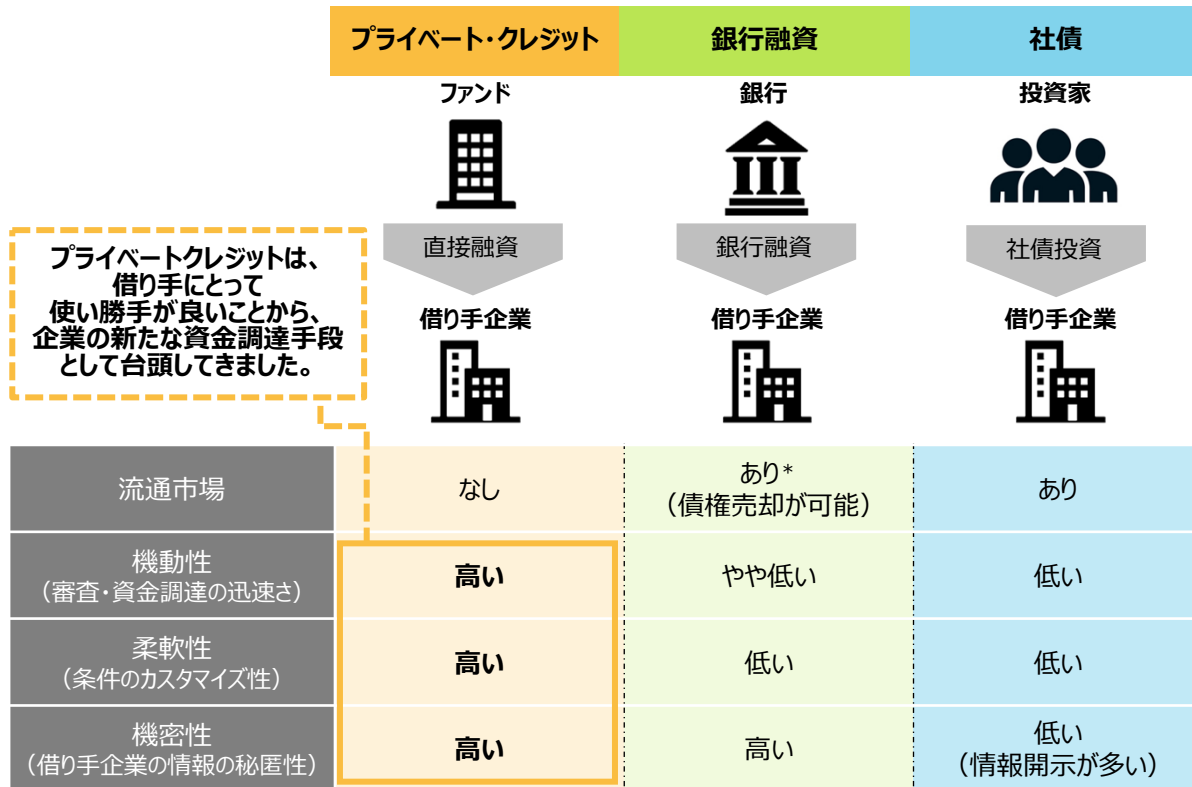 プライベート・クレジット
銀行融資
社債
ファンド
銀行
投資家
直接融資
銀行融資
社債投資
プライベートクレジットは、
借り手にとって
使い勝手が良いことから、
企業の新たな資金調達手段
として台頭してきました。
借り手企業
借り手企業
借り手企業
流通市場
なし
あり*
（債権売却が可能）
あり
機動性
（審査・資金調達の迅速さ）
高い
やや低い
低い
柔軟性
（条件のカスタマイズ性）
高い
低い
低い
機密性
（借り手企業の情報の秘匿性）
高い
高い
低い
（情報開示が多い）